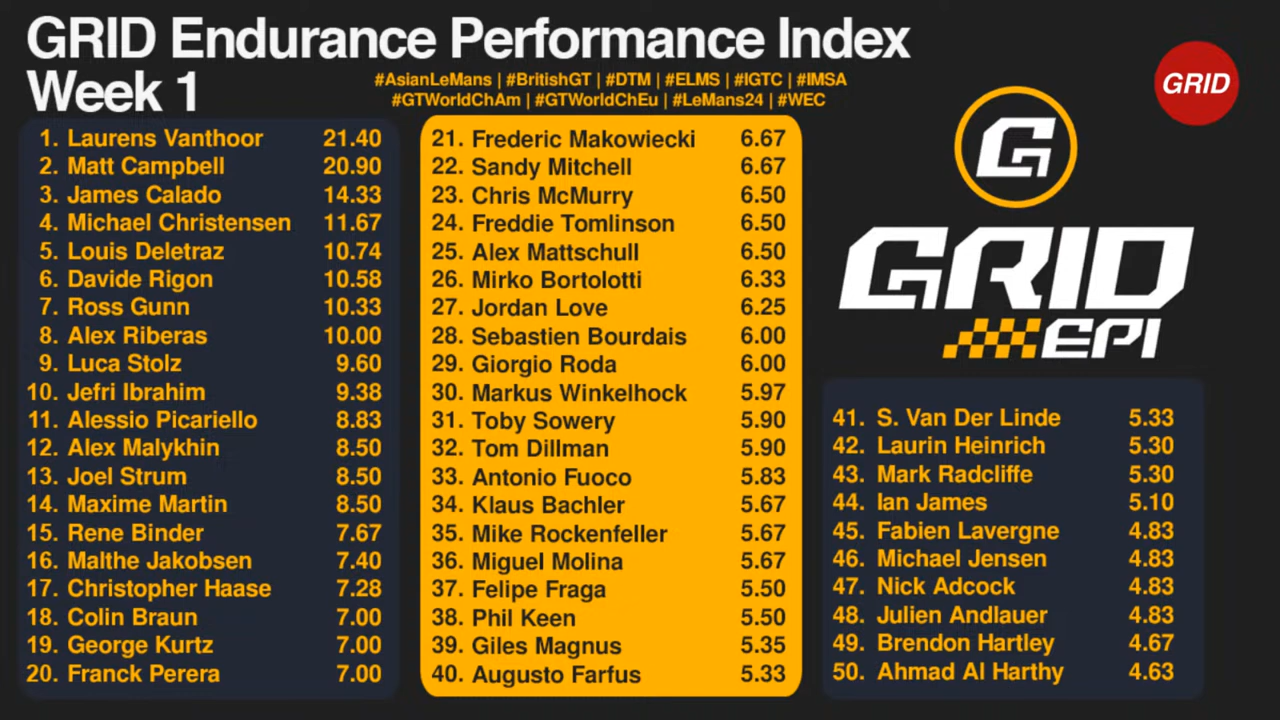 GRID Endurance Performance Index
Week 1
#AsianLeMans | #BritishGT | #DTM | #ELMS | #IGTC | #IMSA
#GTWorldChAm | #GTWorldChEu | #LeMans24 | #WEC
GRID
1. Laurens Vanthoor 21.40
2. Matt Campbell 20.90
3. James Calado 14.33
4. Michael Christensen 11.67
5. Louis Deletraz 10.74
6. Davide Rigon 10.58
7. Ross Gunn 10.33
8. Alex Riberas 10.00
9. Luca Stolz 9.60
10. Jefri Ibrahim 9.38
11. Alessio Picariello 8.83
12. Alex Malykhin 8.50
13. Joel Strum 8.50
14. Maxime Martin 8.50
15. Rene Binder 7.67
16. Malthe Jakobsen 7.40
17. Christopher Haase 7.28
18. Colin Braun 7.00
19. George Kurtz 7.00
20. Franck Perera 7.00
21. Frederic Makowiecki 6.67
22. Sandy Mitchell 6.67
23. Chris McMurry 6.50
24. Freddie Tomlinson 6.50
25. Alex Mattschull 6.50
26. Mirko Bortolotti 6.33
27. Jordan Love 6.25
28. Sebastien Bourdais 6.00
29. Giorgio Roda 6.00
30. Markus Winkelhock 5.97
31. Toby Sowery 5.90
32. Tom Dillman 5.90
33. Antonio Fuoco 5.83
34. Klaus Bachler 5.67
35. Mike Rockenfeller 5.67
36. Miguel Molina 5.67
37. Felipe Fraga 5.50
38. Phil Keen 5.50
39. Giles Magnus 5.35
40. Augusto Farfus 5.33
G
GRID
EPI
41. S. Van Der Linde 5.33
42. Laurin Heinrich 5.30
43. Mark Radcliffe 5.30
44. Ian James 5.10
45. Fabien Lavergne 4.83
46. Michael Jensen 4.83
47. Nick Adcock 4.83
48. Julien Andlauer 4.83
49. Brendon Hartley 4.67
50. Ahmad Al Harthy 4.63